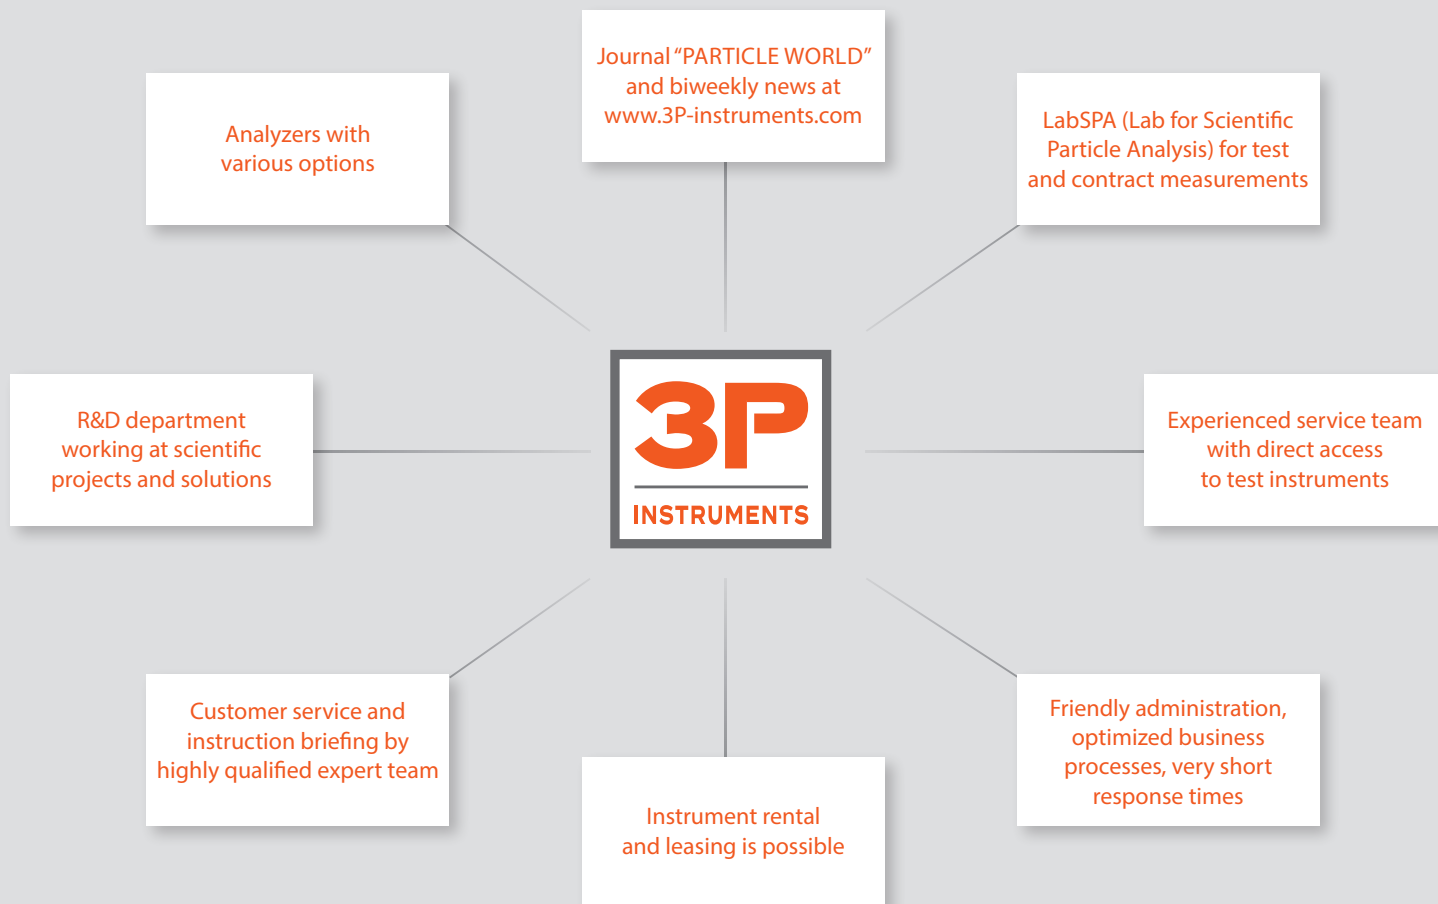 Journal “PARTICLE WORLD”
and biweekly news at
www.3P-instruments.com
Analyzers with
various options
LabSPA (Lab for Scientific
Particle Analysis) for test
and contract measurements
R&D department
working at scientific
projects and solutions
3P
INSTRUMENTS
Experienced service team
with direct access
to test instruments
Customer service and
instruction briefing by
highly qualified expert team
Instrument rental
and leasing is possible
Friendly administration,
optimized business
processes, very short
response times